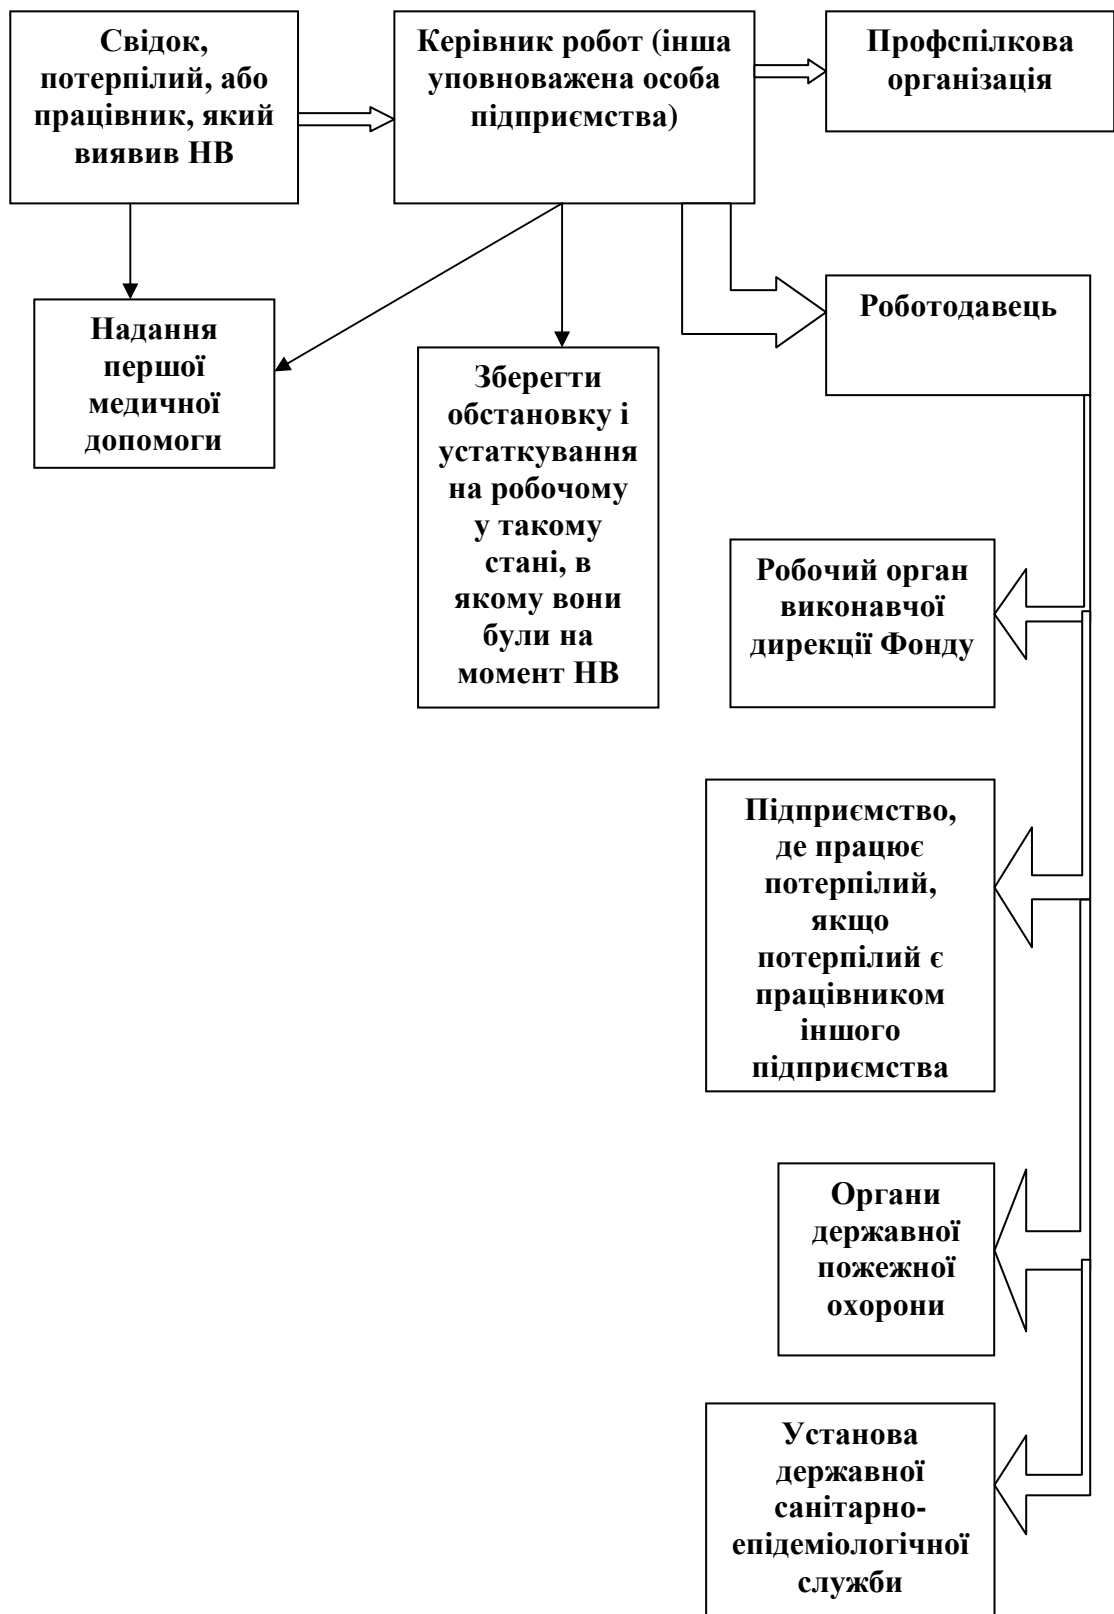 Свідок,
потерпілий, або
працівник, який
виявив НВ
Керівник робот (інша
уповноважена особа
підприємства)
Профспілкова
організація
Надання
першої
медичної
допомоги
Зберегти
обстановку і
устаткування
на робочому
у такому
стані, в
якому вони
були на
момент НВ
Роботодавець
Робочий орган
виконавчої
дирекції Фонду
Підприємство,
де працює
потерпілий,
якщо
потерпілий є
працівником
іншого
підприємства
Органи
державної
пожежної
охорони
Установа
державної
санітарно-
епідеміологічної
служби